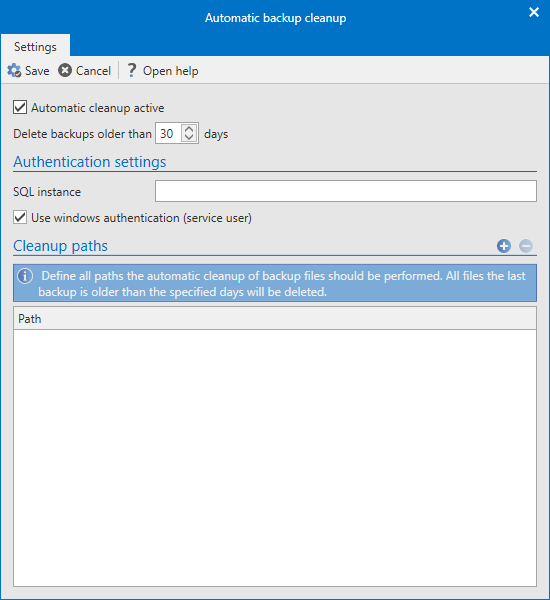 Automatic backup cleanup
Settings
Save Cancel ? Open help
Automatic cleanup active
Delete backups older than 30 days
Authentication settings
SQL instance
Use windows authentication (service user)
Cleanup paths
Define all paths the automatic cleanup of backup files should be performed. All files the last
backup is older than the specified days will be deleted.
Path